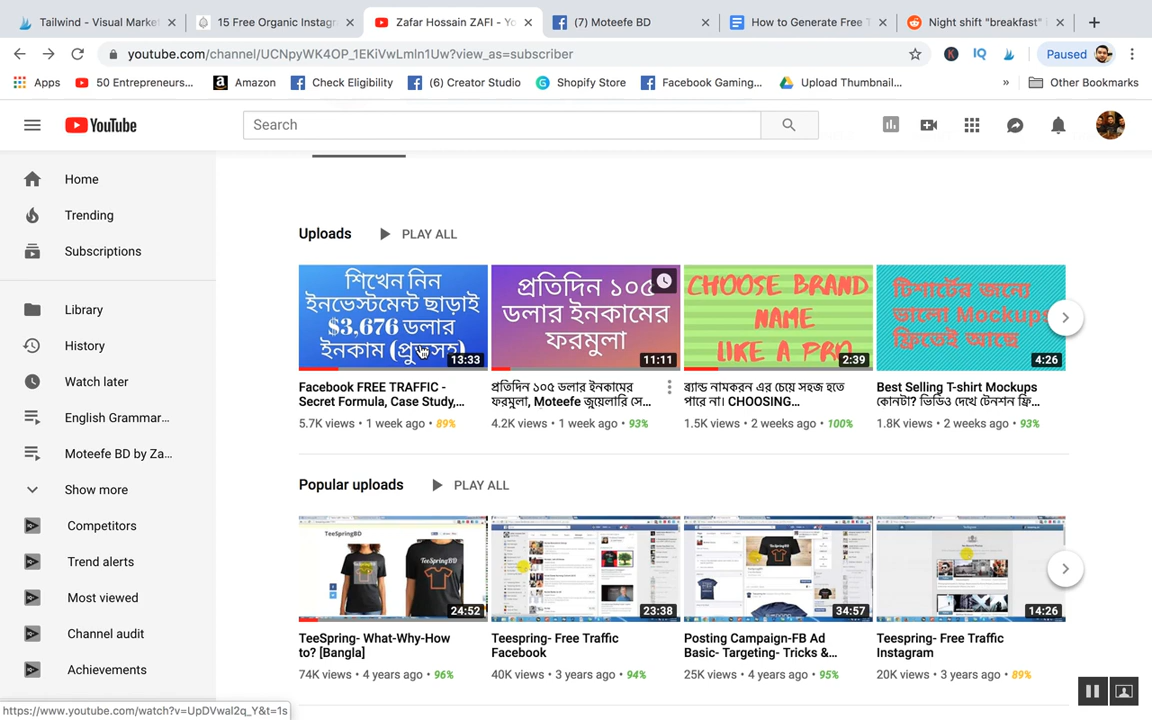 Tailwind - Visual Marke
15 Free Organic Instag
Zafar Hossain ZAFI - Yo
(7) Moteefe BD
How to Generate Free T
Night shift "breakfast"
youtube.com/channel/UCNpyWK4OP_1EKiVwLmln1Uw?view_as=subscriber
Paused
Apps
50 Entrepreneurs...
Amazon
Check Eligibility
(6) Creator Studio
Shopify Store
Facebook Gaming...
Upload Thumbnail...
Other Bookmarks
YouTube
Search
Home
Trending
Subscriptions
Library
History
Watch later
English Grammar...
Moteefe BD by Za...
Show more
Competitors
Trend alerts
Most viewed
Channel audit
Achievements
Uploads
PLAY ALL
শিখেন নিন
ইনভেস্টমেন্ট ছাড়াই
$3,676 ডলার
ইনকাম (প্রুভসহ)
13:33
Facebook FREE TRAFFIC -
Secret Formula, Case Study,...
5.7K views • 1 week ago • 89%
প্রতিদিন ১০৫
ডলার ইনকামের
ফরমুলা
11:11
প্রতিদিন ১০৫ ডলার ইনকামের
ফরমুলা, Moteefe জুয়েলারি সে...
4.2K views • 1 week ago • 93%
CHOOSE BRAND
NAME
LIKE A PRO
2:39
ব্র্যান্ড নামকরন এর চেয়ে সহজ হতে
পারে না। CHOOSING...
1.5K views • 2 weeks ago • 100%
টিশার্টের জন্যে
ভালো Mockups
ফ্রিতেই আছে
4:26
Best Selling T-shirt Mockups
কোনটা? ভিডিও দেখে টেনশন ফ্রি...
1.8K views • 2 weeks ago • 93%
Popular uploads
PLAY ALL
TeeSpringBD
24:52
TeeSpring- What-Why-How
to? [Bangla]
74K views • 4 years ago • 96%
23:38
Teespring- Free Traffic
Facebook
40K views • 3 years ago • 94%
34:57
Posting Campaign-FB Ad
Basic- Targeting- Tricks &...
25K views • 4 years ago • 95%
14:26
Teespring- Free Traffic
Instagram
20K views • 3 years ago • 89%
https://www.youtube.com/watch?v=UpDVwaI2q_Y&t=1s